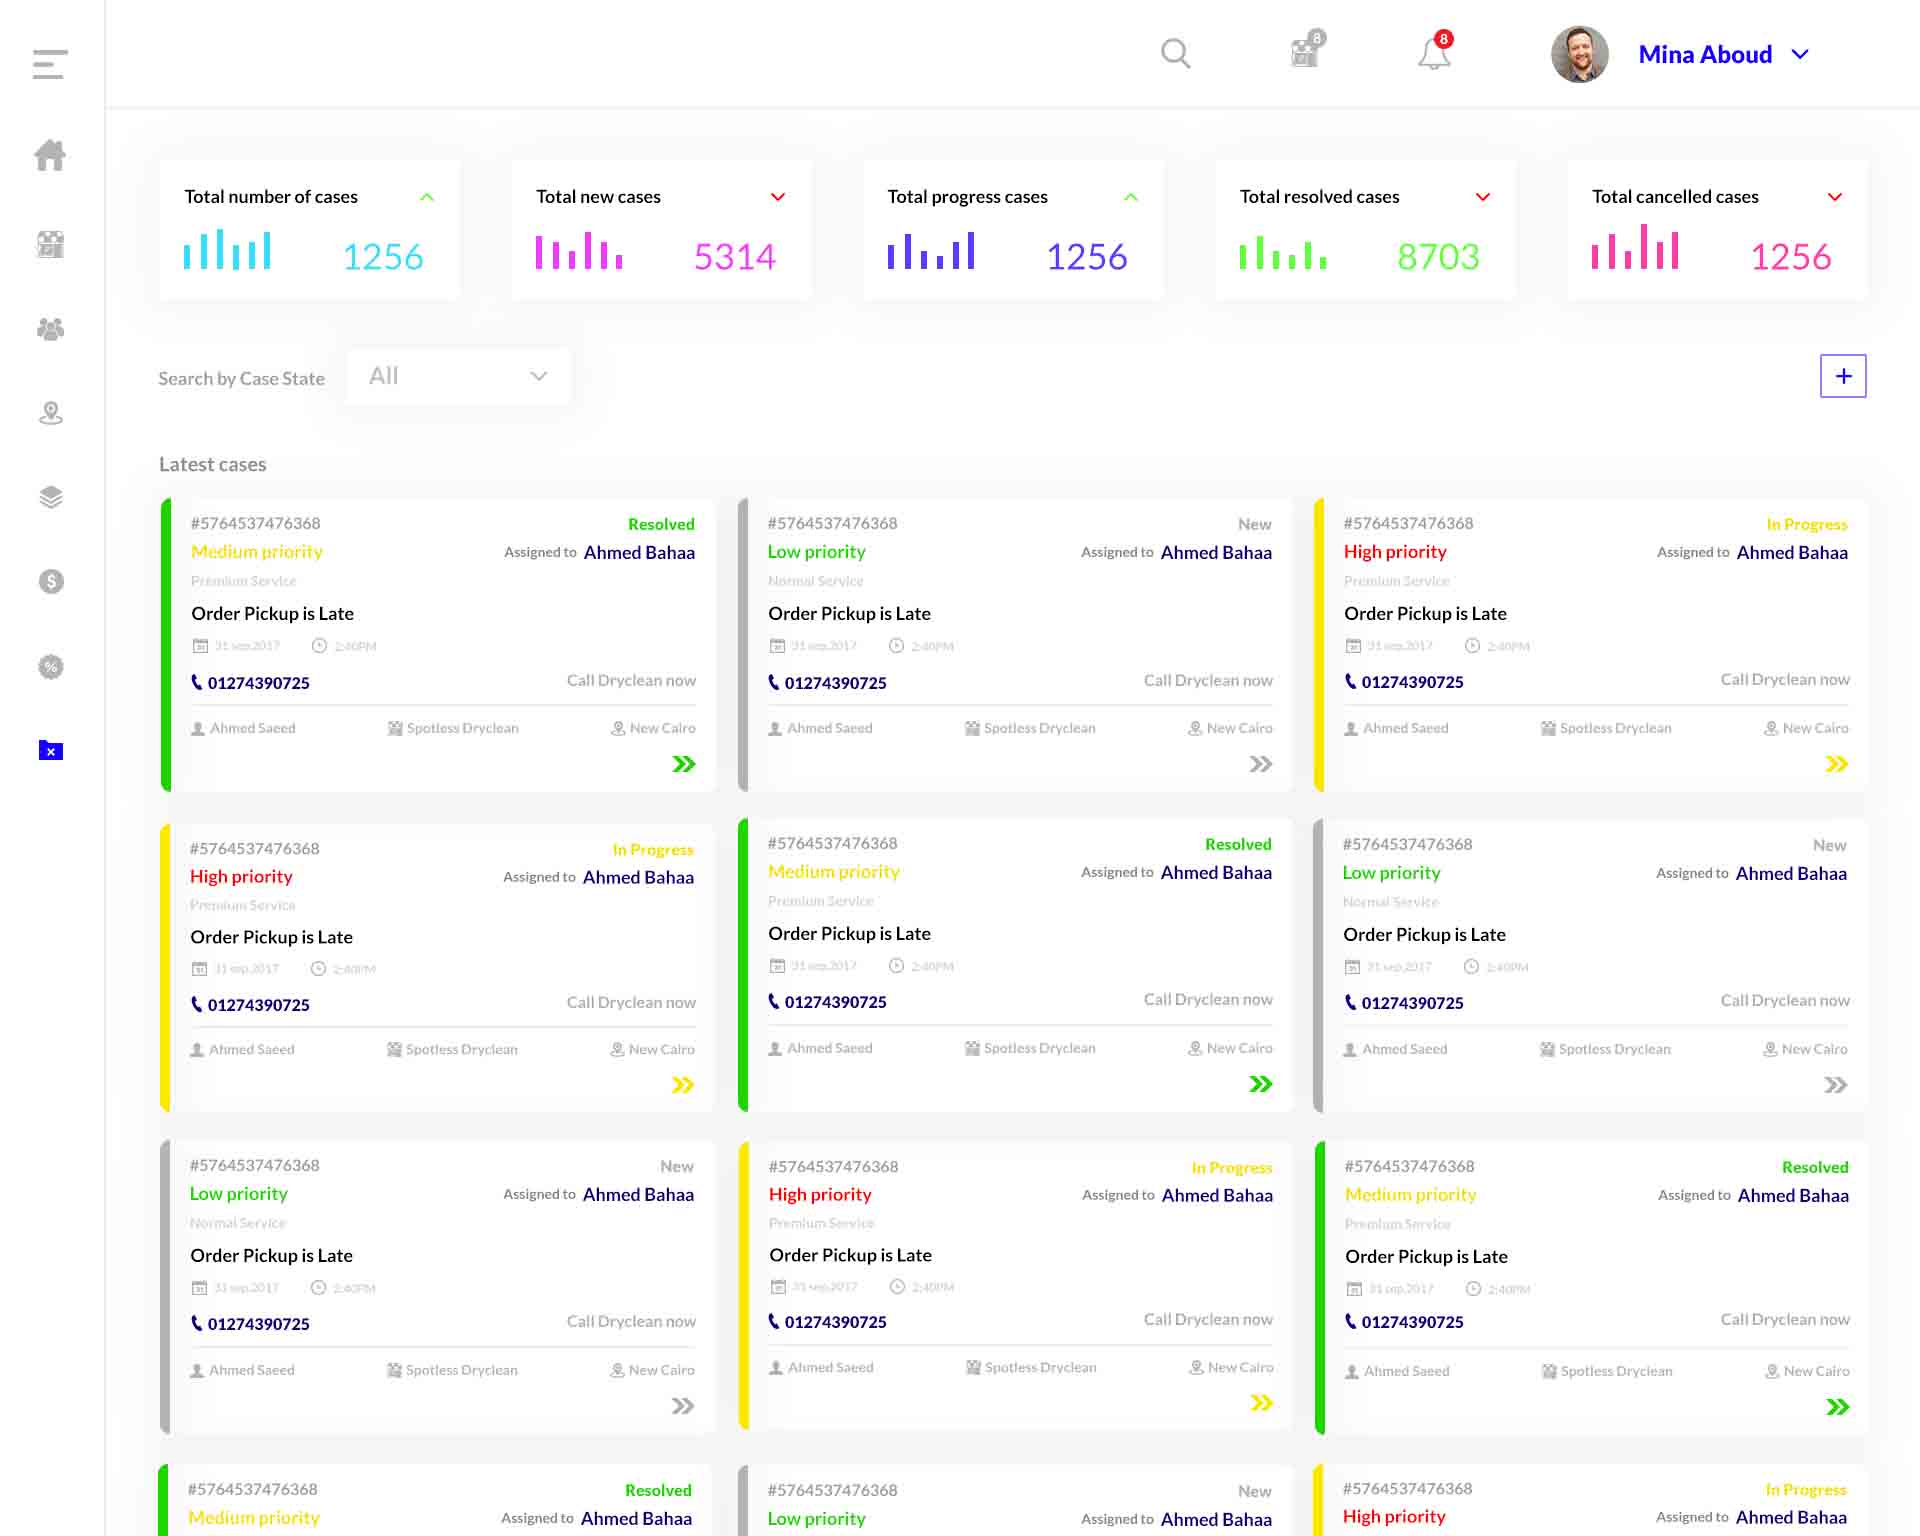 8
8
Mina Aboud
Total number of cases
1256
Total new cases
5314
Total progress cases
1256
Total resolved cases
8703
Total cancelled cases
1256
Search by Case State
All
+
Latest cases
#5764537476368 Resolved
Medium priority Assigned to Ahmed Bahaa
Premium Service
Order Pickup is Late
31 sep,2017 2:40PM
01274390725 Call Dryclean now
Ahmed Saeed Spotless Dryclean New Cairo
#5764537476368 New
Low priority Assigned to Ahmed Bahaa
Normal Service
Order Pickup is Late
31 sep,2017 2:40PM
01274390725 Call Dryclean now
Ahmed Saeed Spotless Dryclean New Cairo
#5764537476368 In Progress
High priority Assigned to Ahmed Bahaa
Premium Service
Order Pickup is Late
31 sep,2017 2:40PM
01274390725 Call Dryclean now
Ahmed Saeed Spotless Dryclean New Cairo
#5764537476368 In Progress
High priority Assigned to Ahmed Bahaa
Premium Service
Order Pickup is Late
31 sep,2017 2:40PM
01274390725 Call Dryclean now
Ahmed Saeed Spotless Dryclean New Cairo
#5764537476368 Resolved
Medium priority Assigned to Ahmed Bahaa
Premium Service
Order Pickup is Late
31 sep,2017 2:40PM
01274390725 Call Dryclean now
Ahmed Saeed Spotless Dryclean New Cairo
#5764537476368 New
Low priority Assigned to Ahmed Bahaa
Normal Service
Order Pickup is Late
31 sep,2017 2:40PM
01274390725 Call Dryclean now
Ahmed Saeed Spotless Dryclean New Cairo
#5764537476368 New
Low priority Assigned to Ahmed Bahaa
Normal Service
Order Pickup is Late
31 sep,2017 2:40PM
01274390725 Call Dryclean now
Ahmed Saeed Spotless Dryclean New Cairo
#5764537476368 In Progress
High priority Assigned to Ahmed Bahaa
Premium Service
Order Pickup is Late
31 sep,2017 2:40PM
01274390725 Call Dryclean now
Ahmed Saeed Spotless Dryclean New Cairo
#5764537476368 Resolved
Medium priority Assigned to Ahmed Bahaa
Premium Service
Order Pickup is Late
31 sep,2017 2:40PM
01274390725 Call Dryclean now
Ahmed Saeed Spotless Dryclean New Cairo
#5764537476368 Resolved
Medium priority Assigned to Ahmed Bahaa
#5764537476368 New
Low priority Assigned to Ahmed Bahaa
#5764537476368 In Progress
High priority Assigned to Ahmed Bahaa